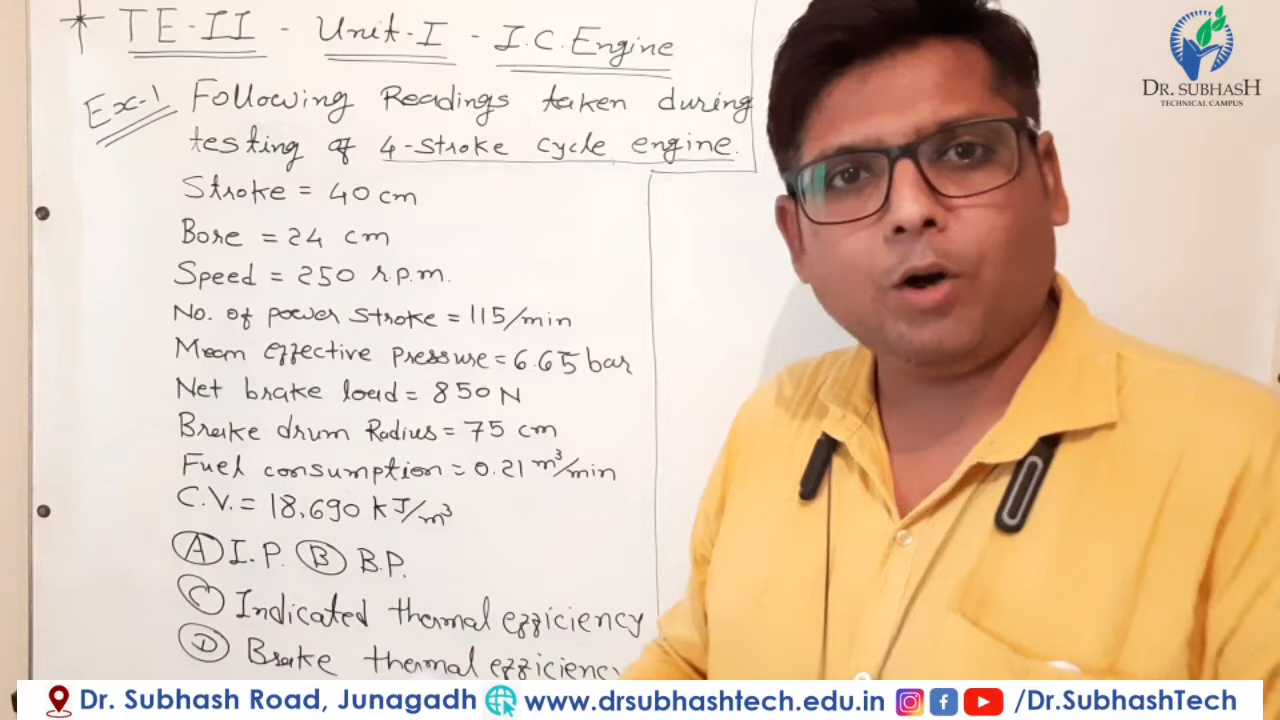 * TE-II - Unit-I - I.C. Engine
Ex-1 Following Readings taken during
testing of 4-stroke cycle engine.
Stroke = 40 cm
Bore = 24 cm
Speed = 250 r.p.m.
No. of power stroke = 115/min
Mean effective pressure = 6.65 bar
Net brake load = 850 N
Brake drum Radius = 75 cm
Fuel consumption = 0.21 m³/min
C.V. = 18,690 kJ/m³
A I.P. B B.P.
C Indicated thermal efficiency
D Brake thermal efficiency
DR. SUBHASH
TECHNICAL CAMPUS
Dr. Subhash Road, Junagadh www.drsubhashtech.edu.in /Dr.SubhashTech